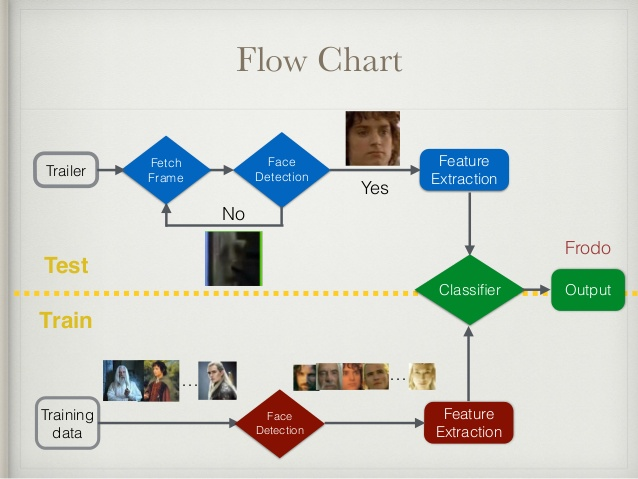 Flow Chart
Trailer
Fetch
Frame
Face
Detection
Yes
Feature
Extraction
No
Test
Frodo
Classifier
Output
Train
...
...
Training
data
Face
Detection
Feature
Extraction